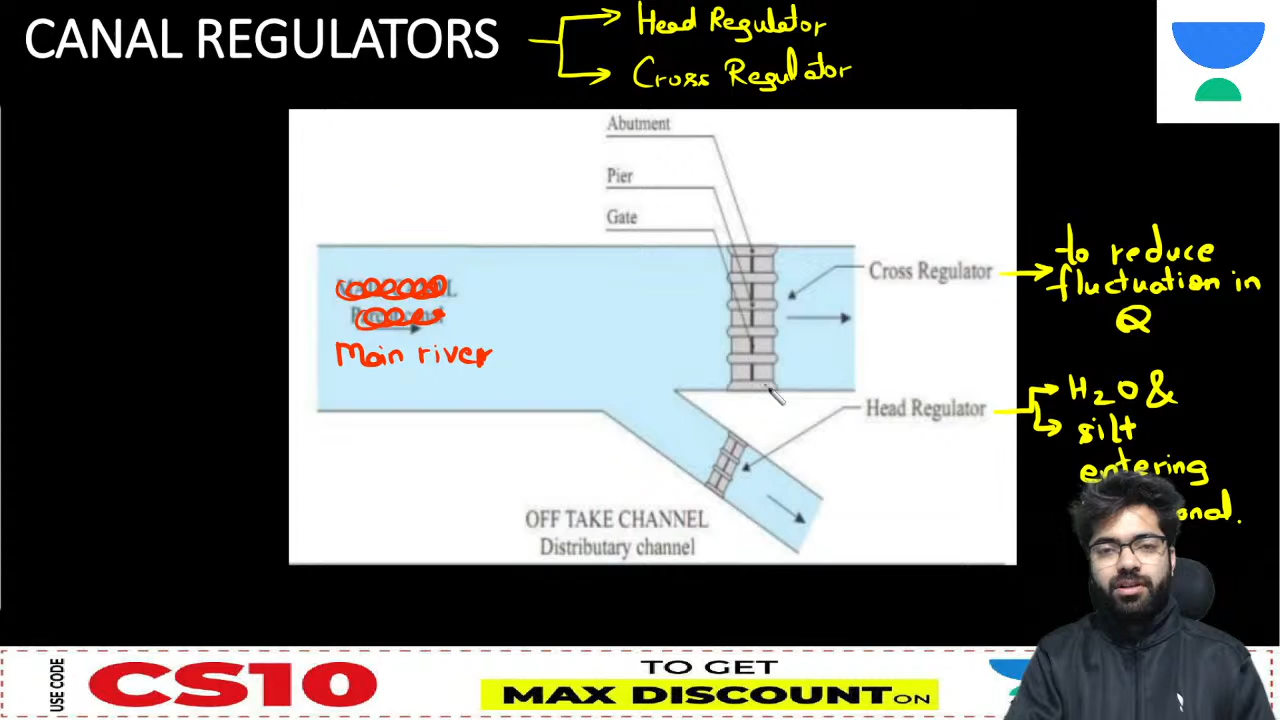 CANAL REGULATORS
Head Regulator
Cross Regulator
Abutment
Pier
Gate
Main river
Cross Regulator
to reduce
fluctuation in
Q
Head Regulator
H2O &
silt
entering
OFF TAKE CHANNEL
Distributary channel
USE CODE
CS10
TO GET
MAX DISCOUNT ON